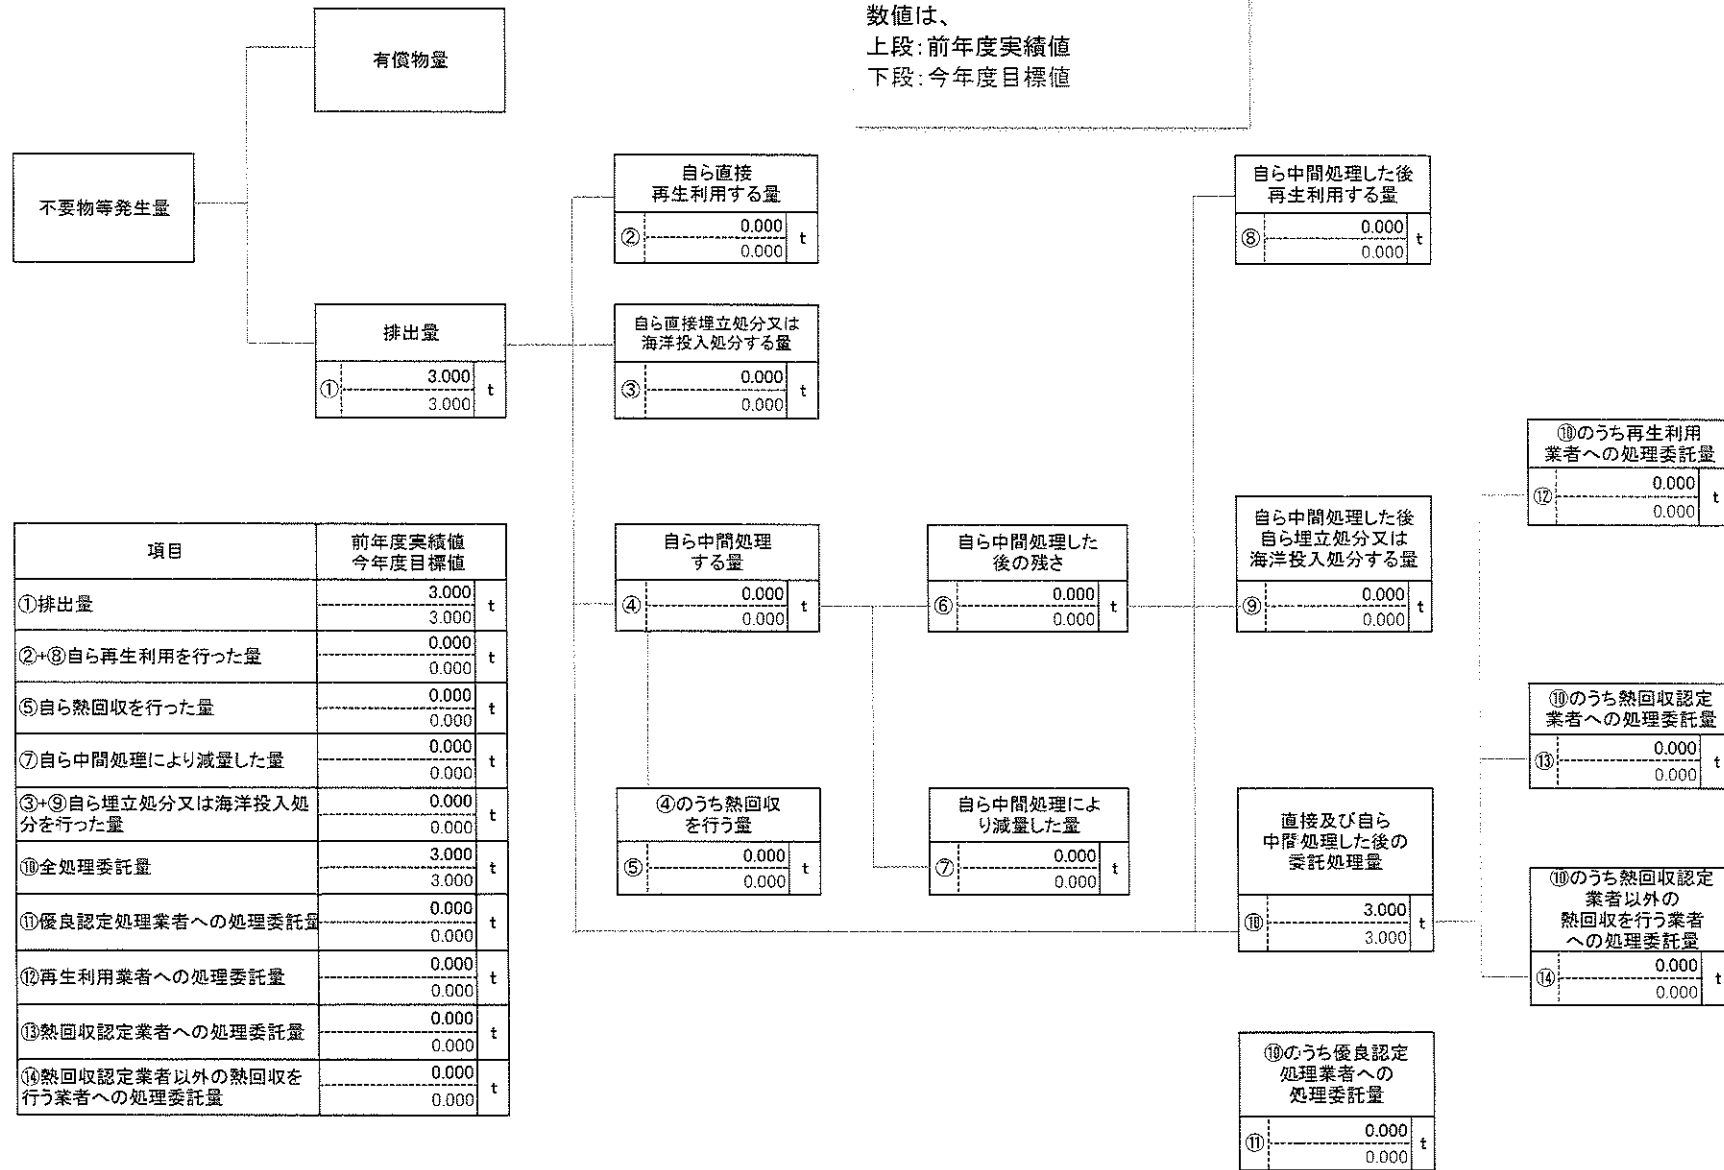 数値は、
上段：前年度実績値
下段：今年度目標値
有償物量
不要物等発生量
排出量
① 3.000 t
3.000
自ら直接
再生利用する量
② 0.000 t
0.000
自ら直接埋立処分又は
海洋投入処分する量
③ 0.000 t
0.000
自ら中間処理
する量
④ 0.000 t
0.000
④のうち熱回収
を行う量
⑤ 0.000 t
0.000
自ら中間処理した
後の残さ
⑥ 0.000 t
0.000
自ら中間処理によ
り減量した量
⑦ 0.000 t
0.000
自ら中間処理した後
再生利用する量
⑧ 0.000 t
0.000
自ら中間処理した後
自ら埋立処分又は
海洋投入処分する量
⑨ 0.000 t
0.000
直接及び自ら
中間処理した後の
委託処理量
⑩ 3.000 t
3.000
⑩のうち優良認定
処理業者への
処理委託量
⑪ 0.000 t
0.000
⑩のうち再生利用
業者への処理委託量
⑫ 0.000 t
0.000
⑩のうち熱回収認定
業者への処理委託量
⑬ 0.000 t
0.000
⑩のうち熱回収認定
業者以外の
熱回収を行う業者
への処理委託量
⑭ 0.000 t
0.000
項目 前年度実績値
今年度目標値
①排出量 3.000 t
3.000
②+⑧自ら再生利用を行った量 0.000 t
0.000
⑤自ら熱回収を行った量 0.000 t
0.000
⑦自ら中間処理により減量した量 0.000 t
0.000
③+⑨自ら埋立処分又は海洋投入処 0.000 t
分を行った量 0.000
⑩全処理委託量 3.000 t
3.000
⑪優良認定処理業者への処理委託量 0.000 t
0.000
⑫再生利用業者への処理委託量 0.000 t
0.000
⑬熱回収認定業者への処理委託量 0.000 t
0.000
⑭熱回収認定業者以外の熱回収を 0.000 t
行う業者への処理委託量 0.000